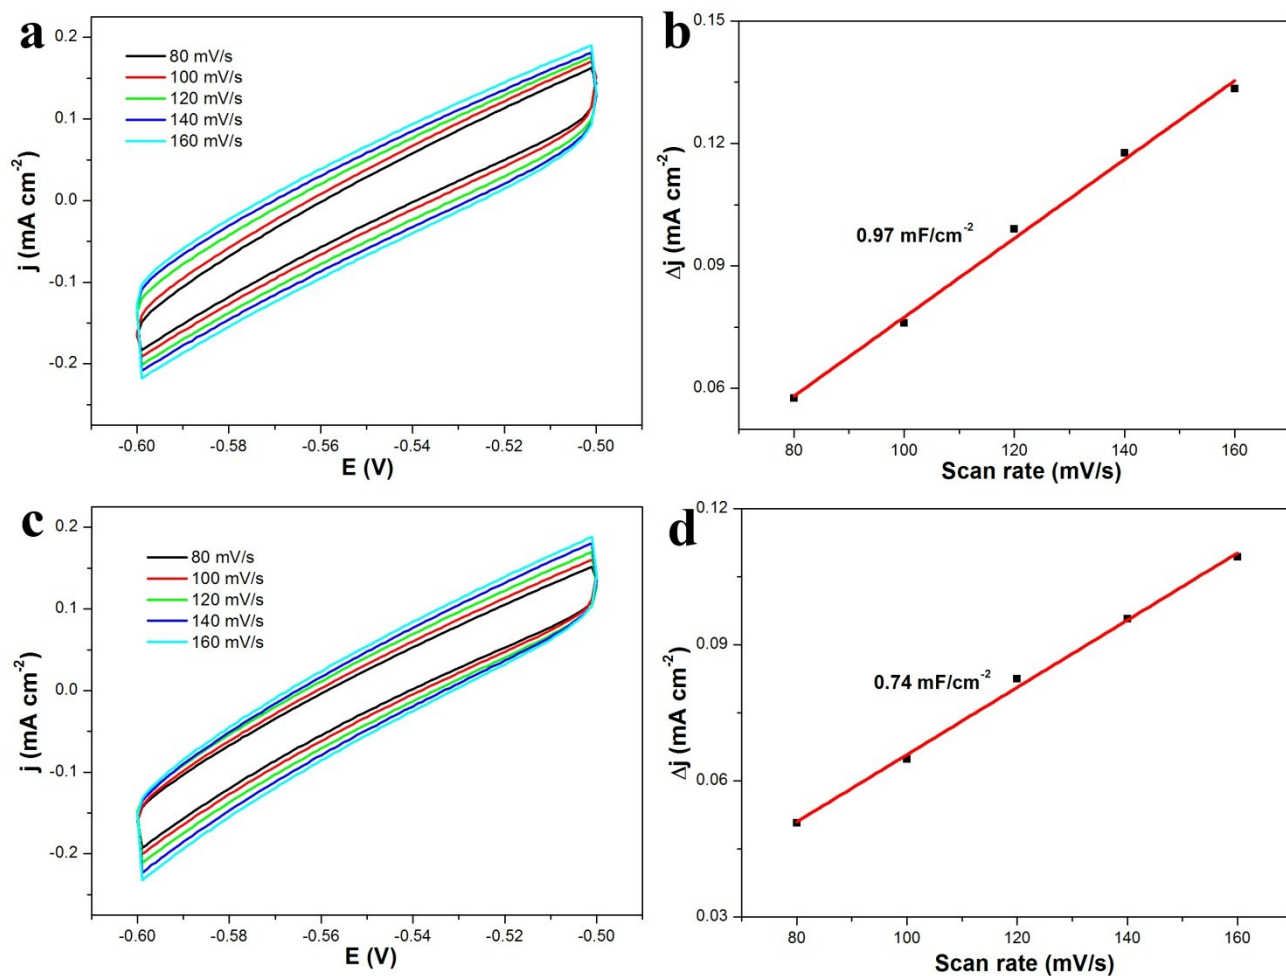 a
0.2
0.1
0.0
-0.1
-0.2
j (mA cm-2)
80 mV/s
100 mV/s
120 mV/s
140 mV/s
160 mV/s
-0.60
-0.58
-0.56
-0.54
-0.52
-0.50
E (V)
b
0.15
0.12
0.09
0.06
Δj (mA cm-2)
0.97 mF/cm-2
80
100
120
140
160
Scan rate (mV/s)
c
0.2
0.1
0.0
-0.1
-0.2
j (mA cm-2)
80 mV/s
100 mV/s
120 mV/s
140 mV/s
160 mV/s
-0.60
-0.58
-0.56
-0.54
-0.52
-0.50
E (V)
d
0.12
0.09
0.06
0.03
Δj (mA cm-2)
0.74 mF/cm-2
80
100
120
140
160
Scan rate (mV/s)